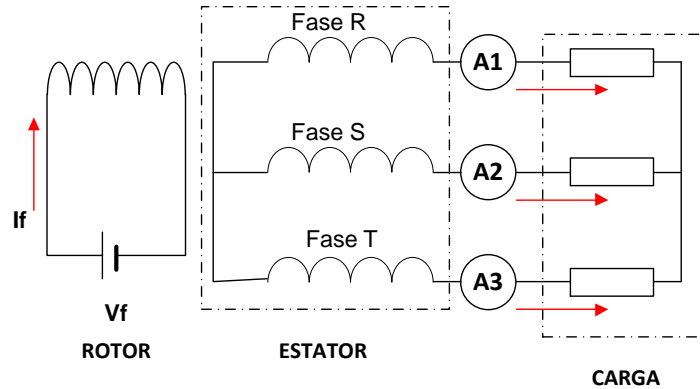 Fase R
A1
Fase S
A2
If
Fase T
A3
Vf
ROTOR
ESTATOR
CARGA